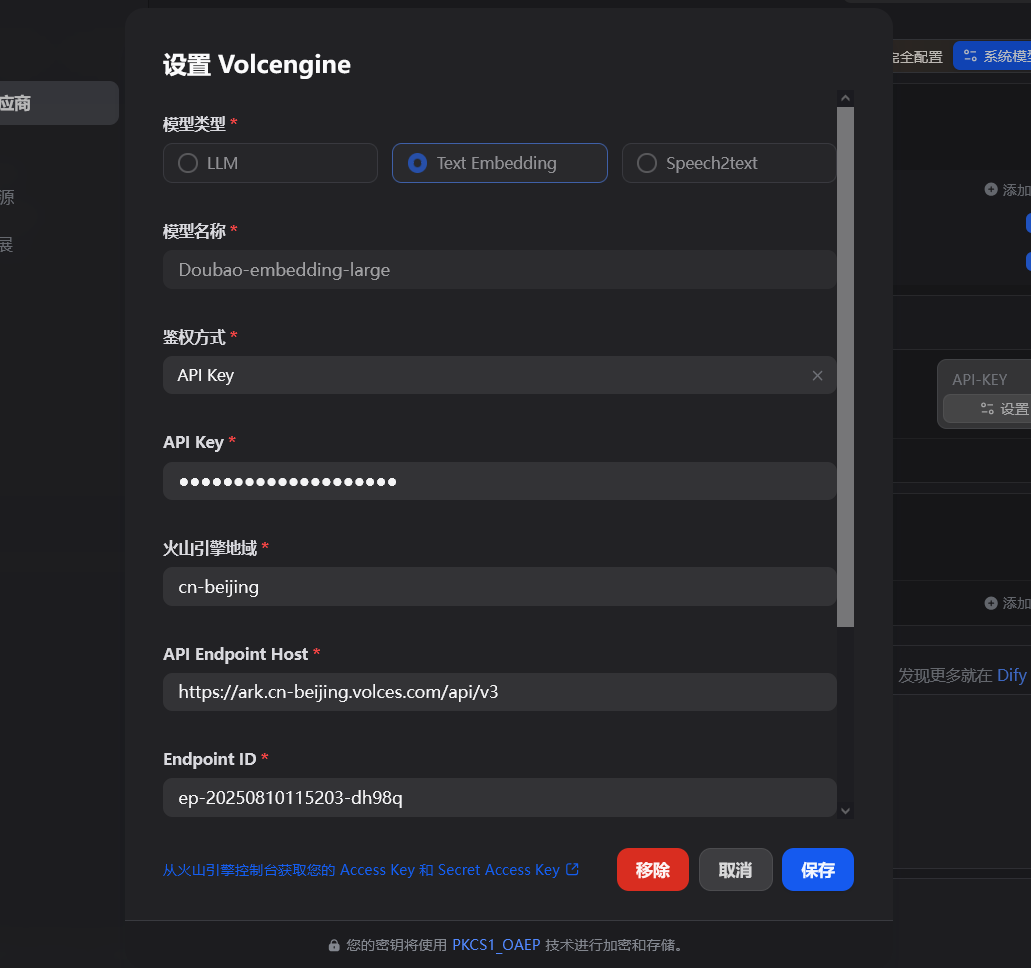 设置 Volcengine
完全配置
系统模型
应商
模型类型 *
LLM
Text Embedding
Speech2text
添加
源
模型名称 *
展
Doubao-embedding-large
鉴权方式 *
API Key
API-KEY
设置
API Key *
••••••••••••••••••••
火山引擎地域 *
cn-beijing
添加
API Endpoint Host *
发现更多就在 Dify
https://ark.cn-beijing.volces.com/api/v3
Endpoint ID *
ep-20250810115203-dh98q
从火山引擎控制台获取您的 Access Key 和 Secret Access Key
移除
取消
保存
您的密钥将使用 PKCS1_OAEP 技术进行加密和存储。